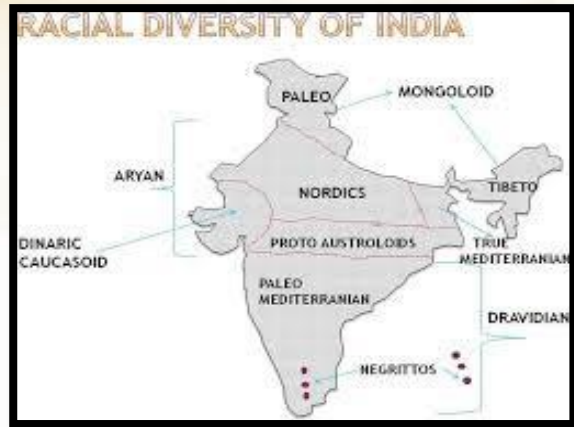 RACIAL DIVERSITY OF INDIA
PALEO
MONGOLOID
ARYAN
NORDICS
TIBETO
DINARIC
CAUCASOID
PROTO AUSTROLOIDS
TRUE
MEDITERRANIAN
PALEO
MEDITERRANIAN
DRAVIDIAN
NEGRITTOS